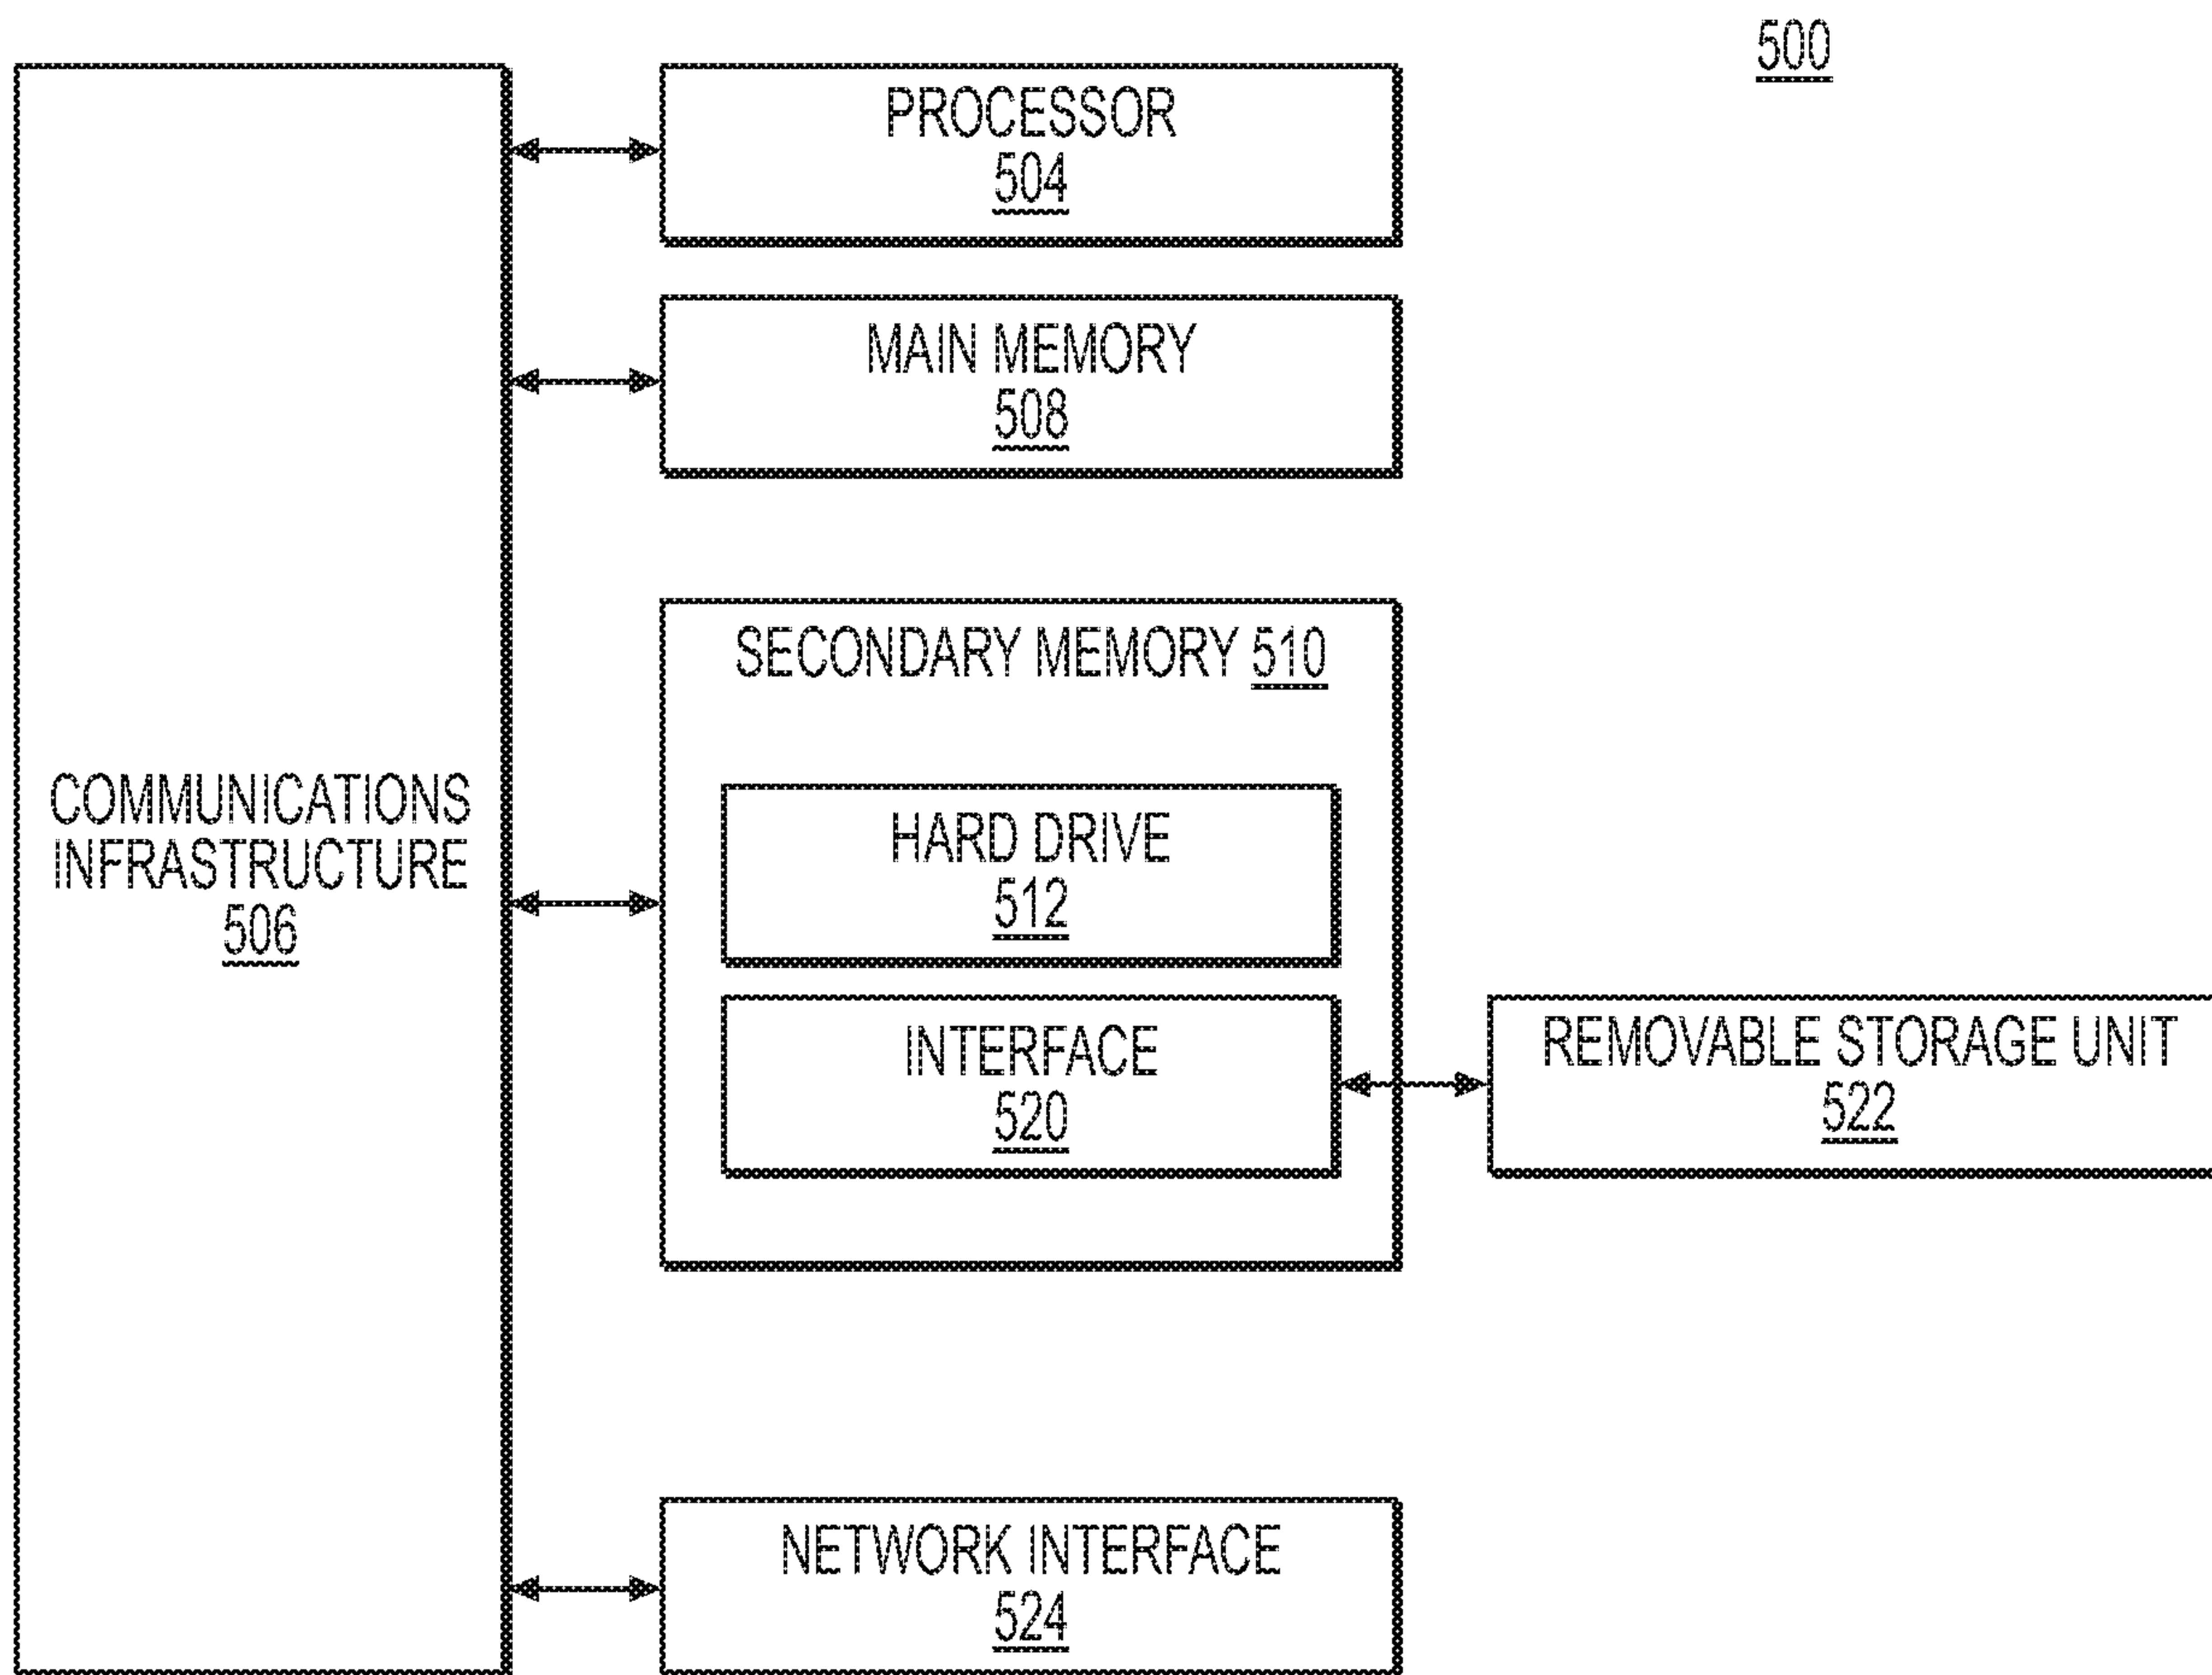 500
PROCESSOR
504
MAIN MEMORY
508
SECONDARY MEMORY 510
COMMUNICATIONS
INFRASTRUCTURE
506
HARD DRIVE
512
INTERFACE
520
REMOVABLE STORAGE UNIT
522
NETWORK INTERFACE
524